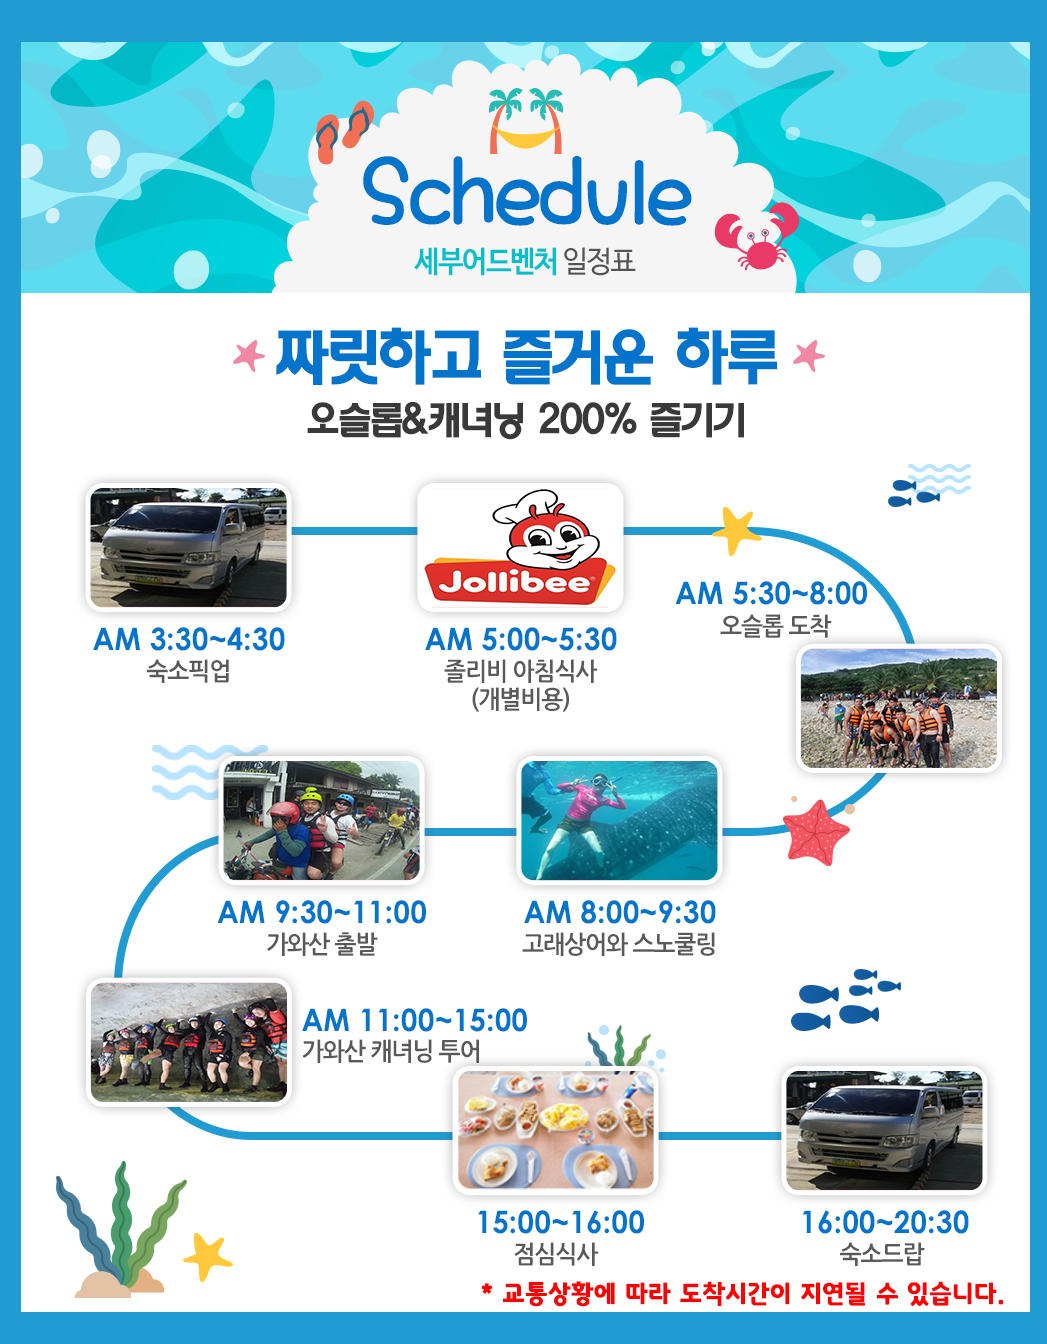 Schedule
세부어드벤처 일정표
짜릿하고 즐거운 하루
오슬롭&캐녀닝 200% 즐기기
Jollibee
AM 3:30~4:30
숙소픽업
AM 5:00~5:30
졸리비 아침식사
(개별비용)
AM 5:30~8:00
오슬롭 도착
AM 9:30~11:00
가와산 출발
AM 8:00~9:30
고래상어와 스노쿨링
AM 11:00~15:00
가와산 캐녀닝 투어
15:00~16:00
점심식사
16:00~20:30
숙소드랍
* 교통상황에 따라 도착시간이 지연될 수 있습니다.